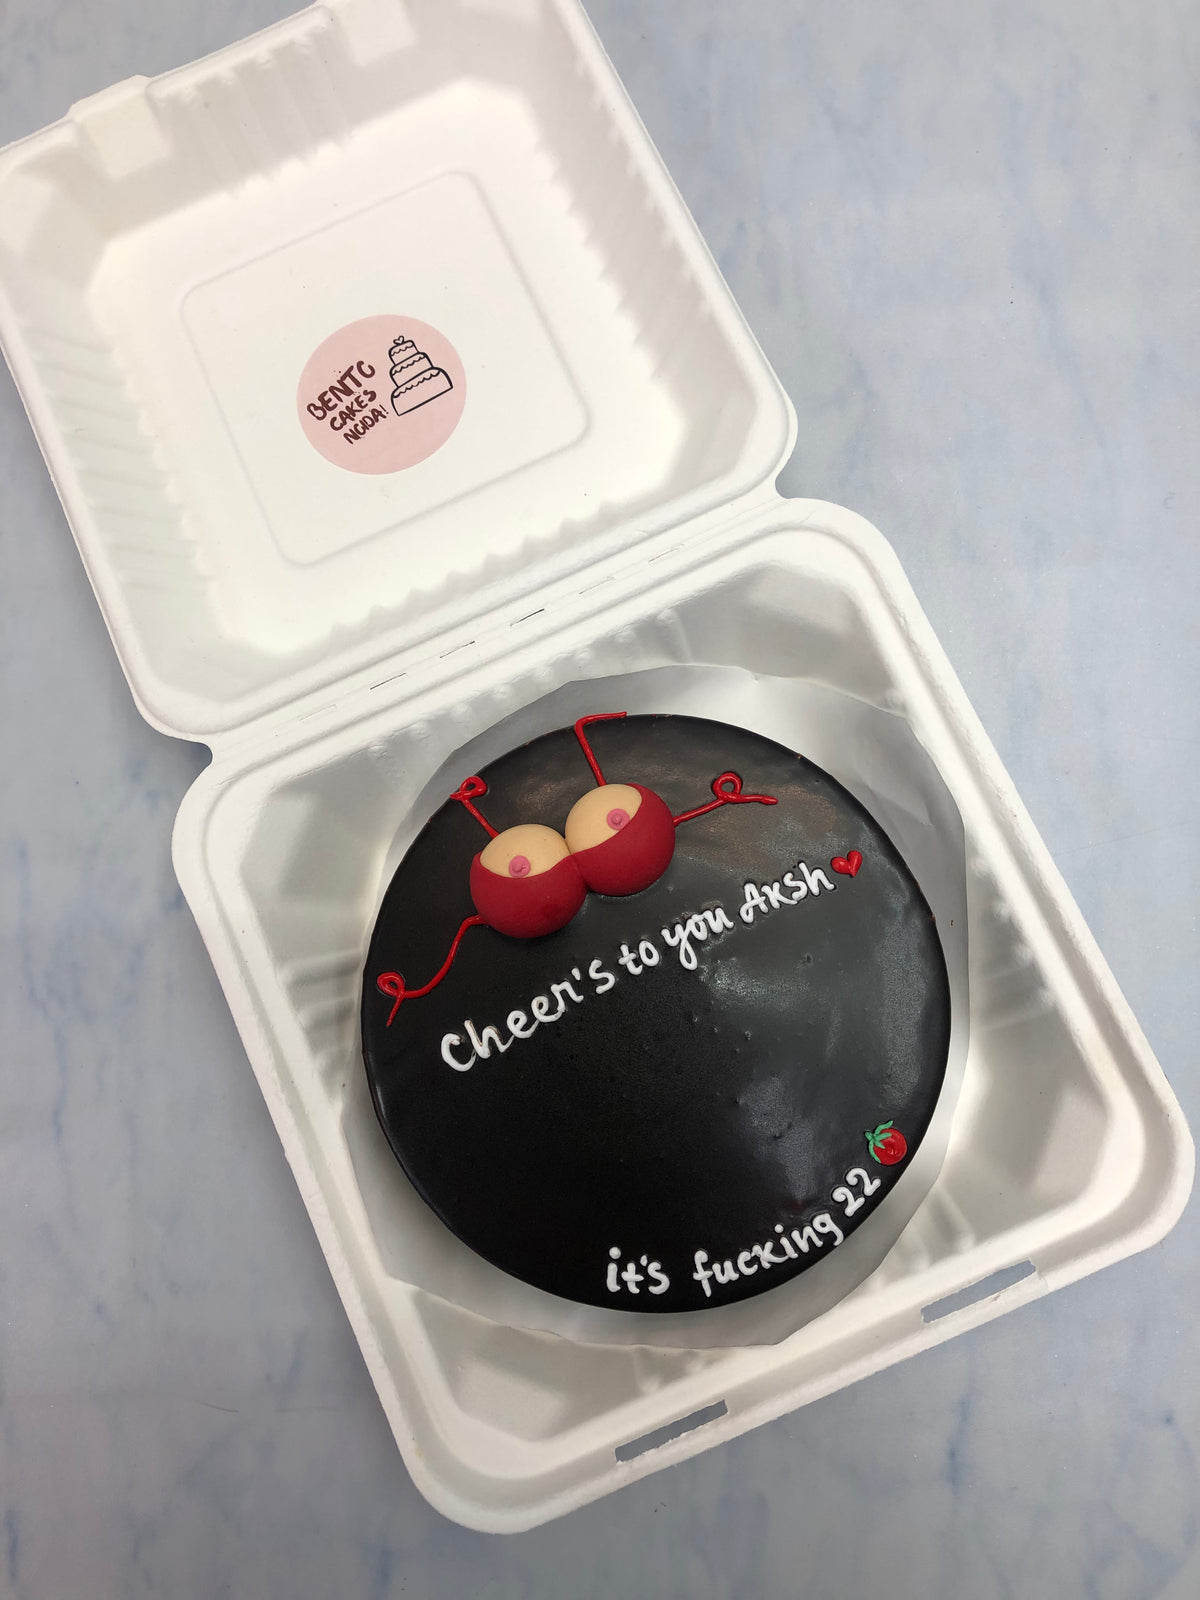 BENTO
CAKES
NOIDA!
Cheer's to you AKSh
it's fucking 22